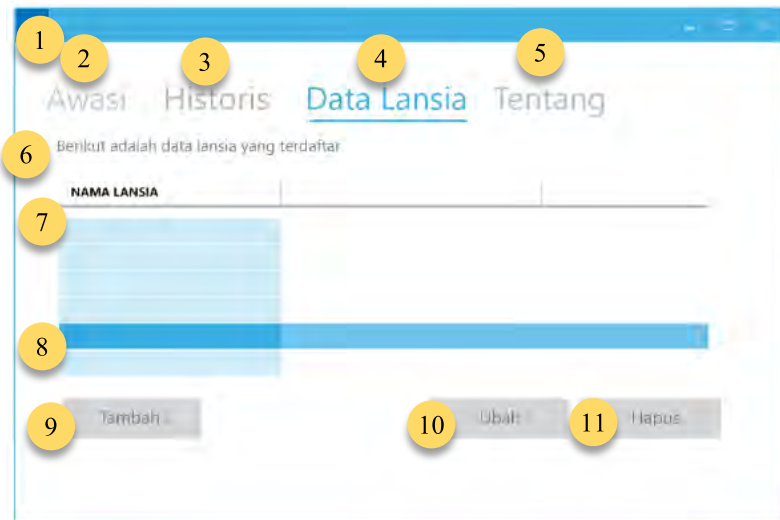 1
2
3
4
5
Awasi Historis Data Lansia Tentang
6
Berikut adalah data lansia yang terdaftar
NAMA LANSIA
7
8
9
Tambah...
10
Ubah
11
Hapus